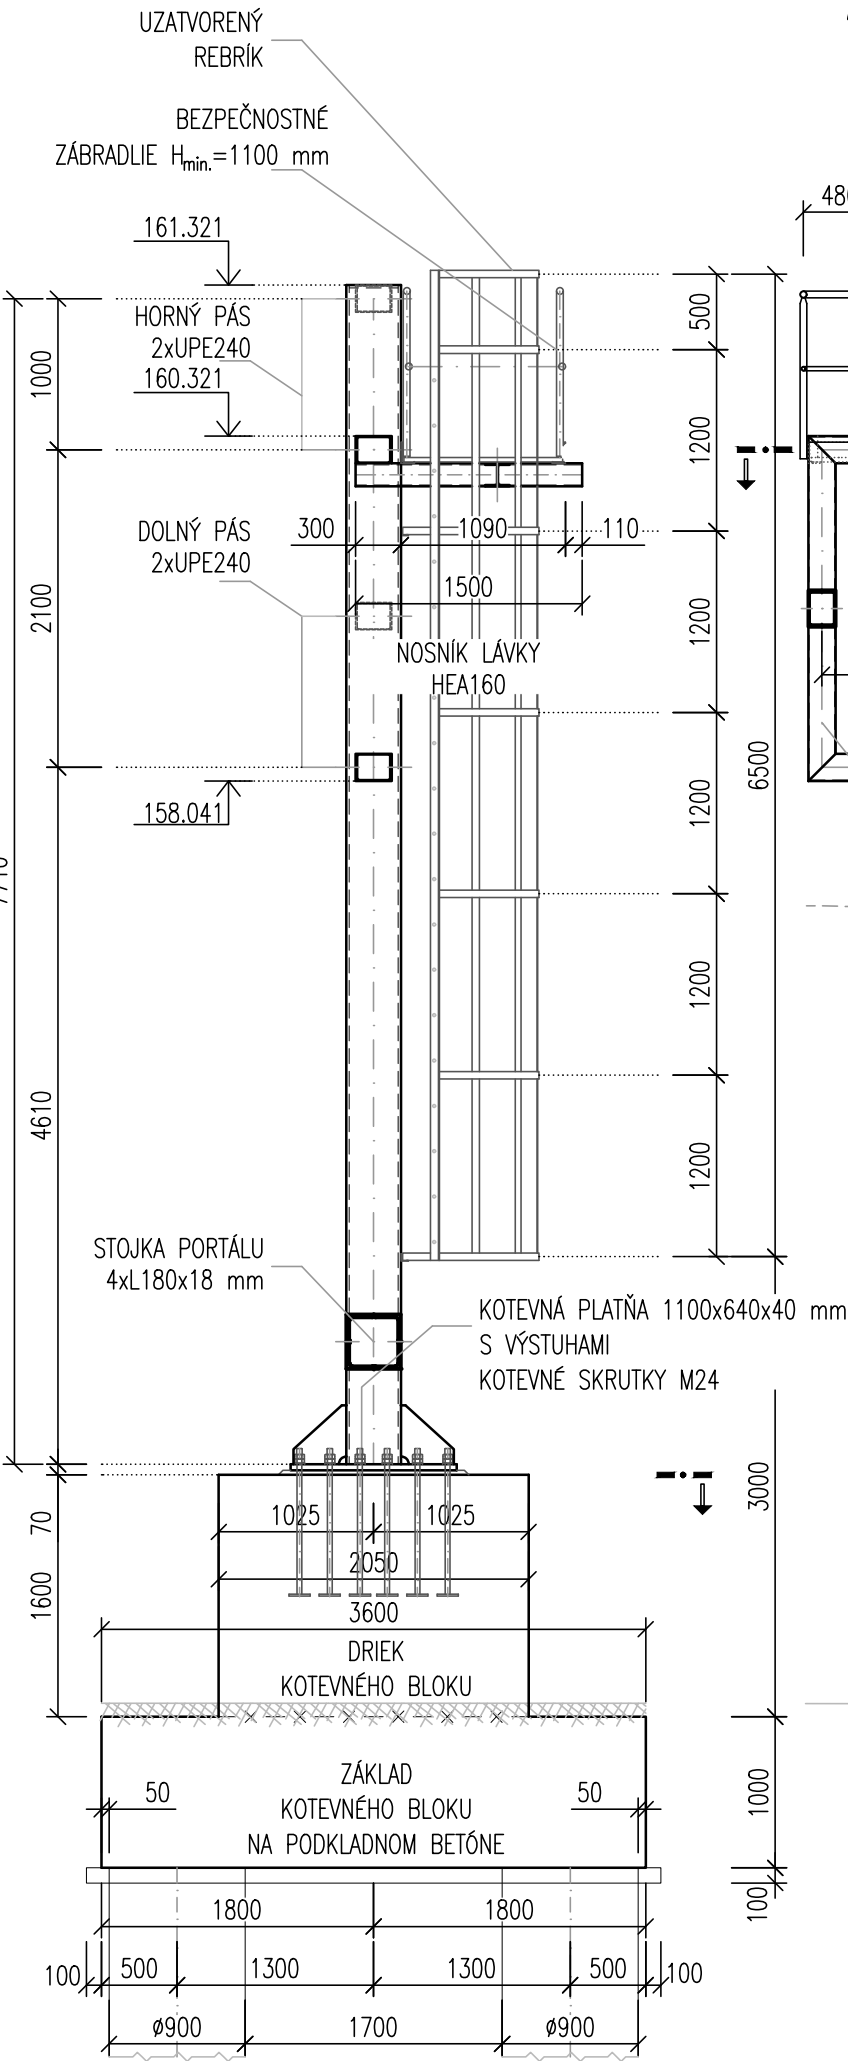 UZATVORENÝ
REBRÍK
BEZPEČNOSTNÉ
ZÁBRADLIE Hmin.=1100 mm
161.321
HORNÝ PÁS
2xUPE240
160.321
1000
500
1200
DOLNÝ PÁS
2xUPE240
300
1090
110
1500
2100
1200
NOSNÍK LÁVKY
HEA160
158.041
6500
1200
1200
4610
1200
STOJKA PORTÁLU
4xL180x18 mm
KOTEVNÁ PLATŇA 1100x640x40 mm
S VÝSTUHAMI
KOTEVNÉ SKRUTKY M24
3000
70
1025
1025
2050
1600
3600
DRIEK
KOTEVNÉHO BLOKU
ZÁKLAD
KOTEVNÉHO BLOKU
NA PODKLADNOM BETÓNE
50
50
1000
100
1800
1800
100
500
1300
1300
500
100
ø900
1700
ø900